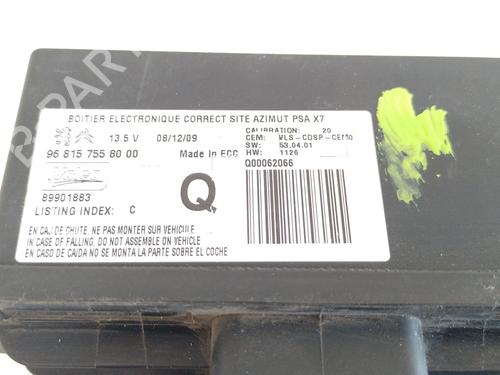 BOITIER ELECTRONIQUE CORRECT SITE AZIMUT PSA X7
13.5 V 08/12/09
CALIBRATION: 20
CEM: VLS-CDSP-CEM0
SW: 53.04.01
HW: 1126
96 815 755 80 00 Made in ECC
Q00062066
Valeo
89901883
Q
LISTING INDEX: C
EN CAS DE CHUTE, NE PAS MONTER SUR VEHICULE
IN CASE OF FALLING, DO NOT ASSEMBLE ON VEHICLE
EN CASO DE CAIDA NO SE MONTA LA PARTE SOBRE EL COCHE
B-PARTS